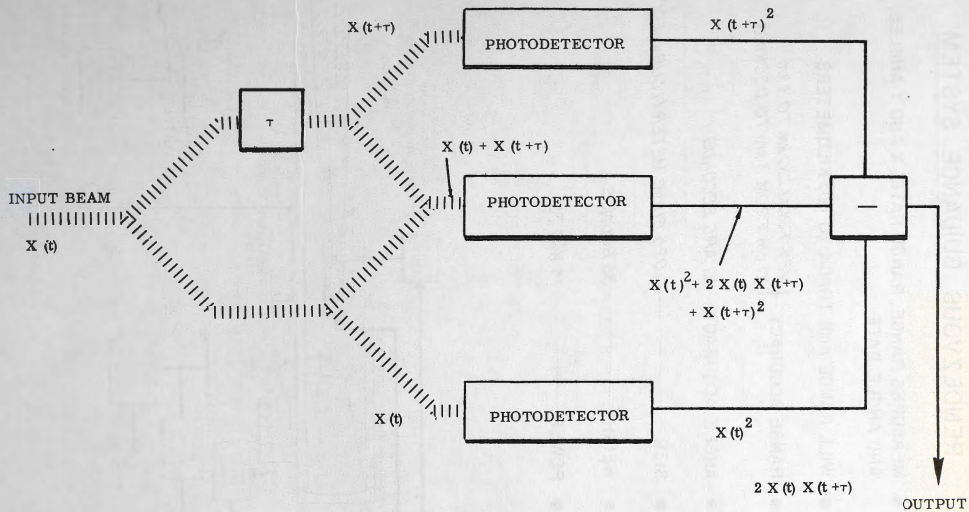 X (t+τ)
PHOTODETECTOR
X (t+τ)²
τ
X (t) + X (t+τ)
INPUT BEAM
X (t)
PHOTODETECTOR
—
X (t)² + 2 X (t) X (t+τ)
+ X (t+τ)²
X (t)
PHOTODETECTOR
X (t)²
2 X (t) X (t+τ)
OUTPUT